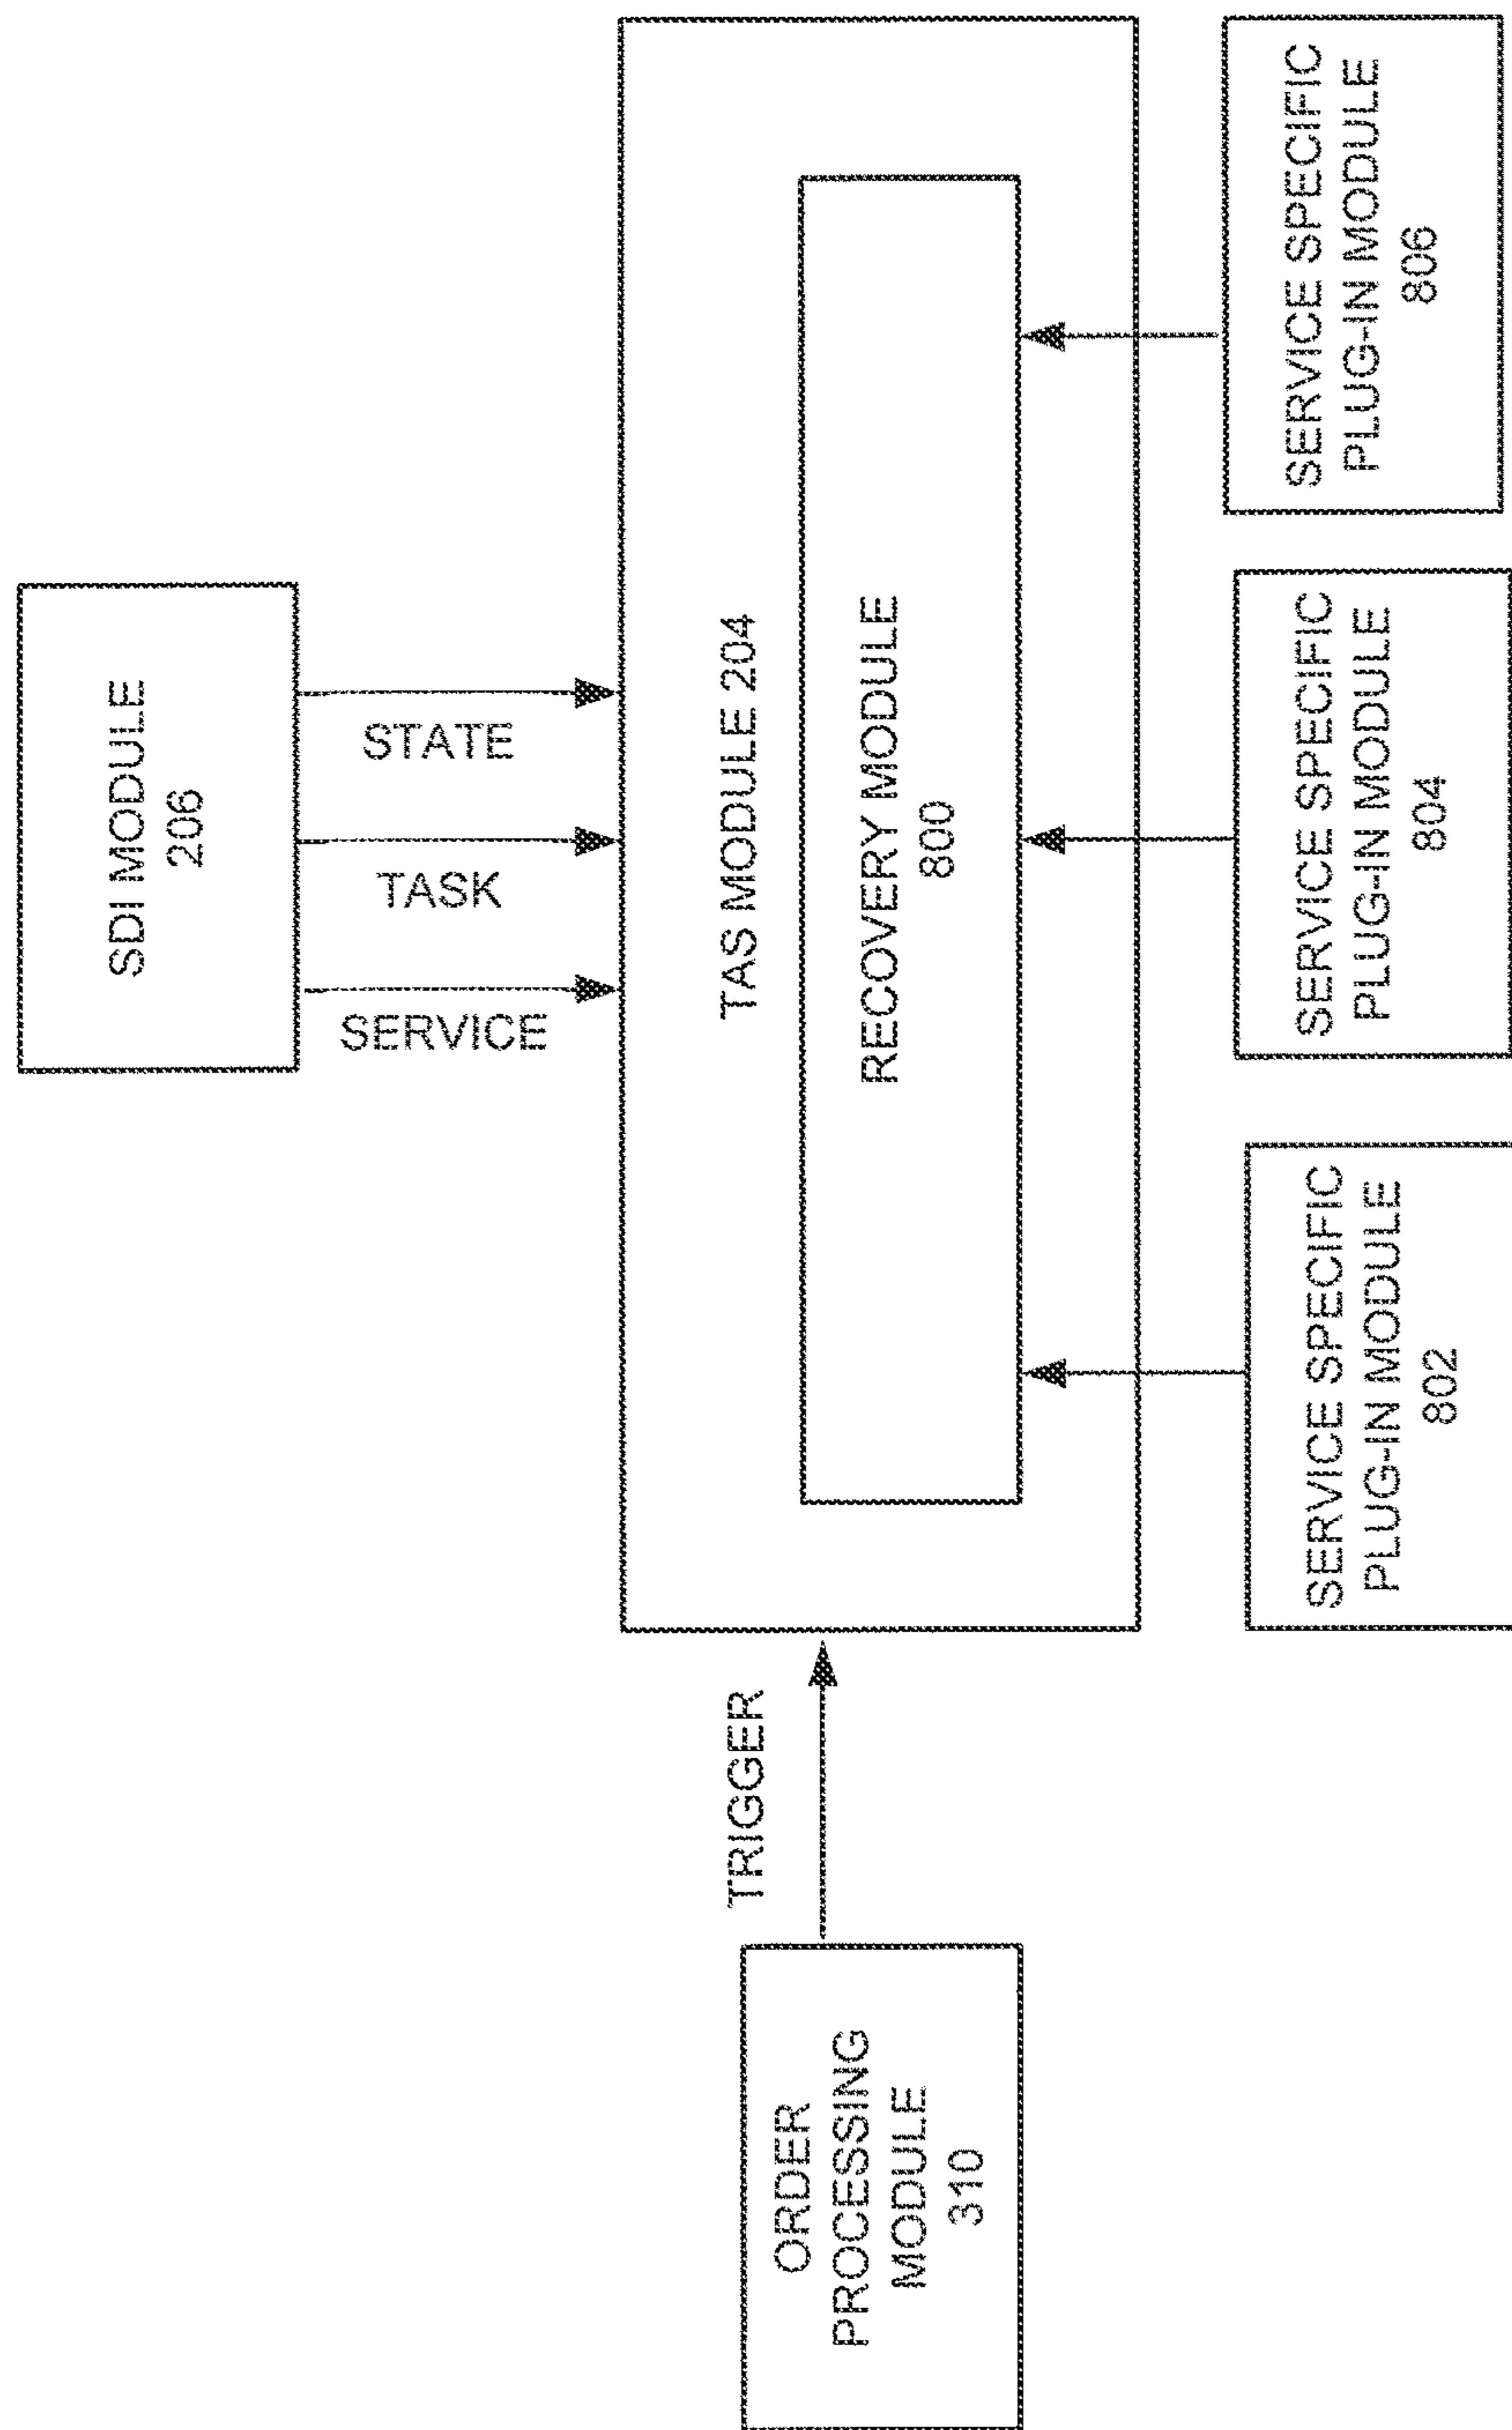 SDI MODULE
206
SERVICE
TASK
STATE
TRIGGER
ORDER
PROCESSING
MODULE
310
TAS MODULE 204
RECOVERY MODULE
800
SERVICE SPECIFIC
PLUG-IN MODULE
802
SERVICE SPECIFIC
PLUG-IN MODULE
804
SERVICE SPECIFIC
PLUG-IN MODULE
806